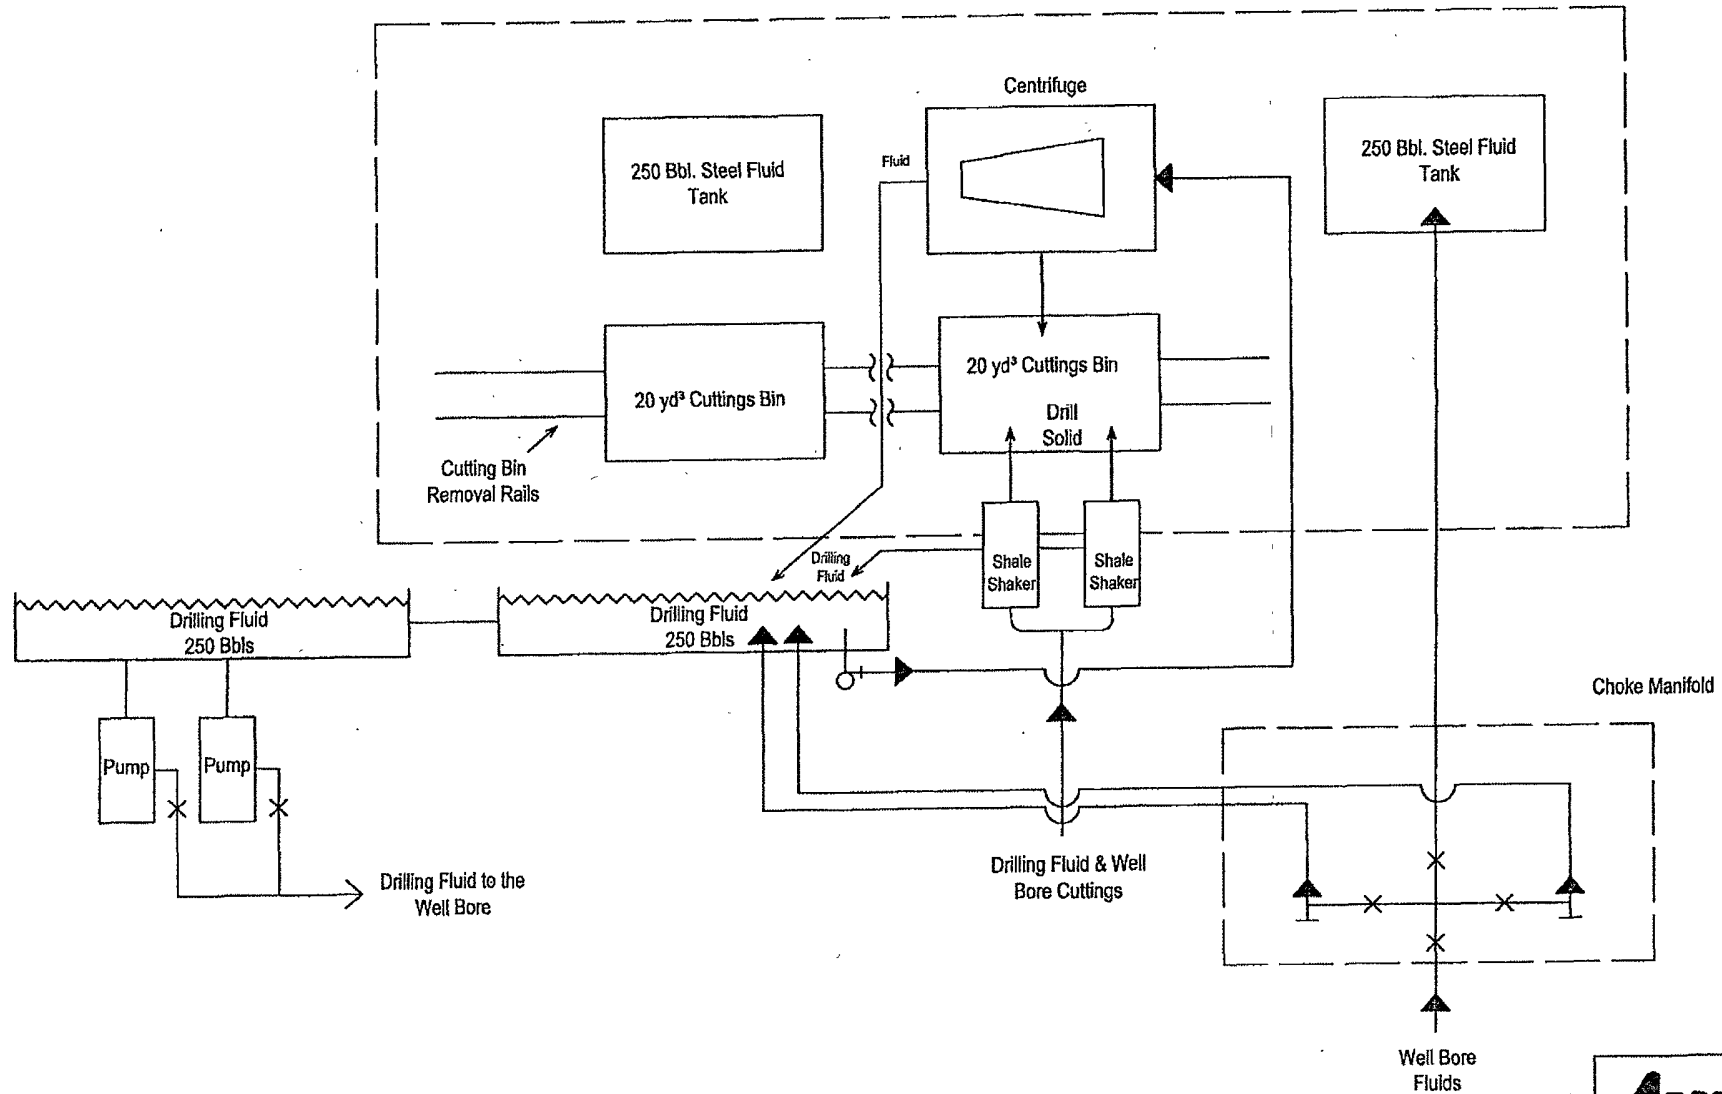 Centrifuge
250 Bbl. Steel Fluid
Tank
Fluid
250 Bbl. Steel Fluid
Tank
20 yd³ Cuttings Bin
20 yd³ Cuttings Bin
Drill
Solid
Cutting Bin
Removal Rails
Shale
Shaker
Shale
Shaker
Drilling
Fluid
Drilling Fluid
250 Bbls
Drilling Fluid
250 Bbls
Choke Manifold
Pump
Pump
Drilling Fluid to the
Well Bore
Drilling Fluid & Well
Bore Cuttings
Well Bore
Fluids